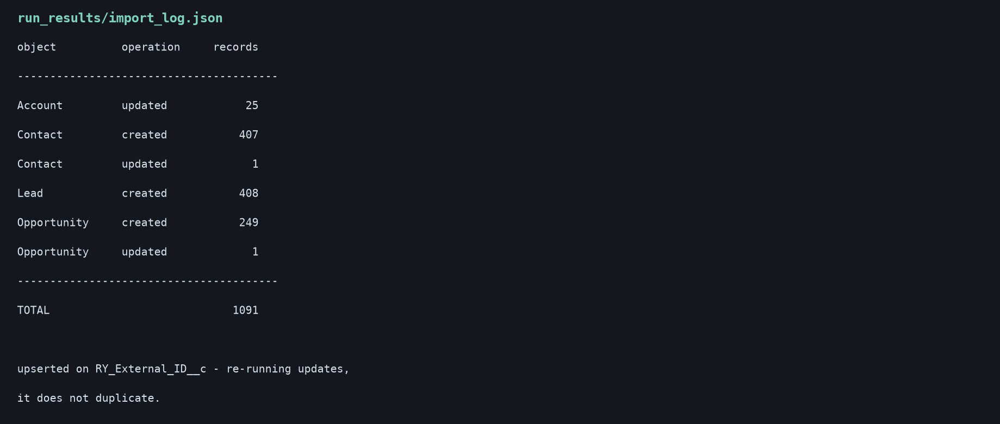 run_results/import_log.json
object          operation     records
----------------------------------------
Account         updated            25
Contact         created           407
Contact         updated             1
Lead            created           408
Opportunity     created           249
Opportunity     updated             1
----------------------------------------
TOTAL                            1091
upserted on RY_External_ID__c - re-running updates,
it does not duplicate.